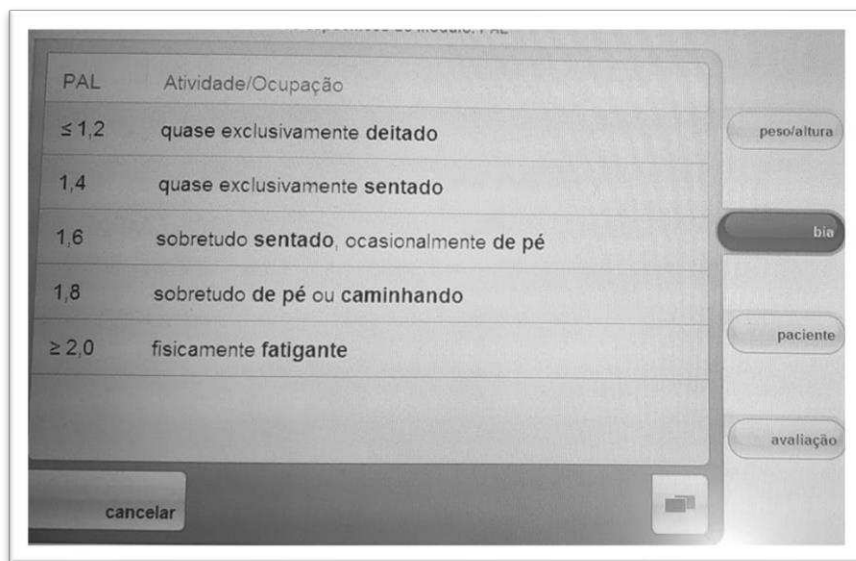 PAL Atividade/Ocupação
≤ 1,2 quase exclusivamente deitado
1,4 quase exclusivamente sentado
1,6 sobretudo sentado, ocasionalmente de pé
1,8 sobretudo de pé ou caminhando
≥ 2,0 fisicamente fatigante
cancelar
peso/altura
bia
paciente
avaliação